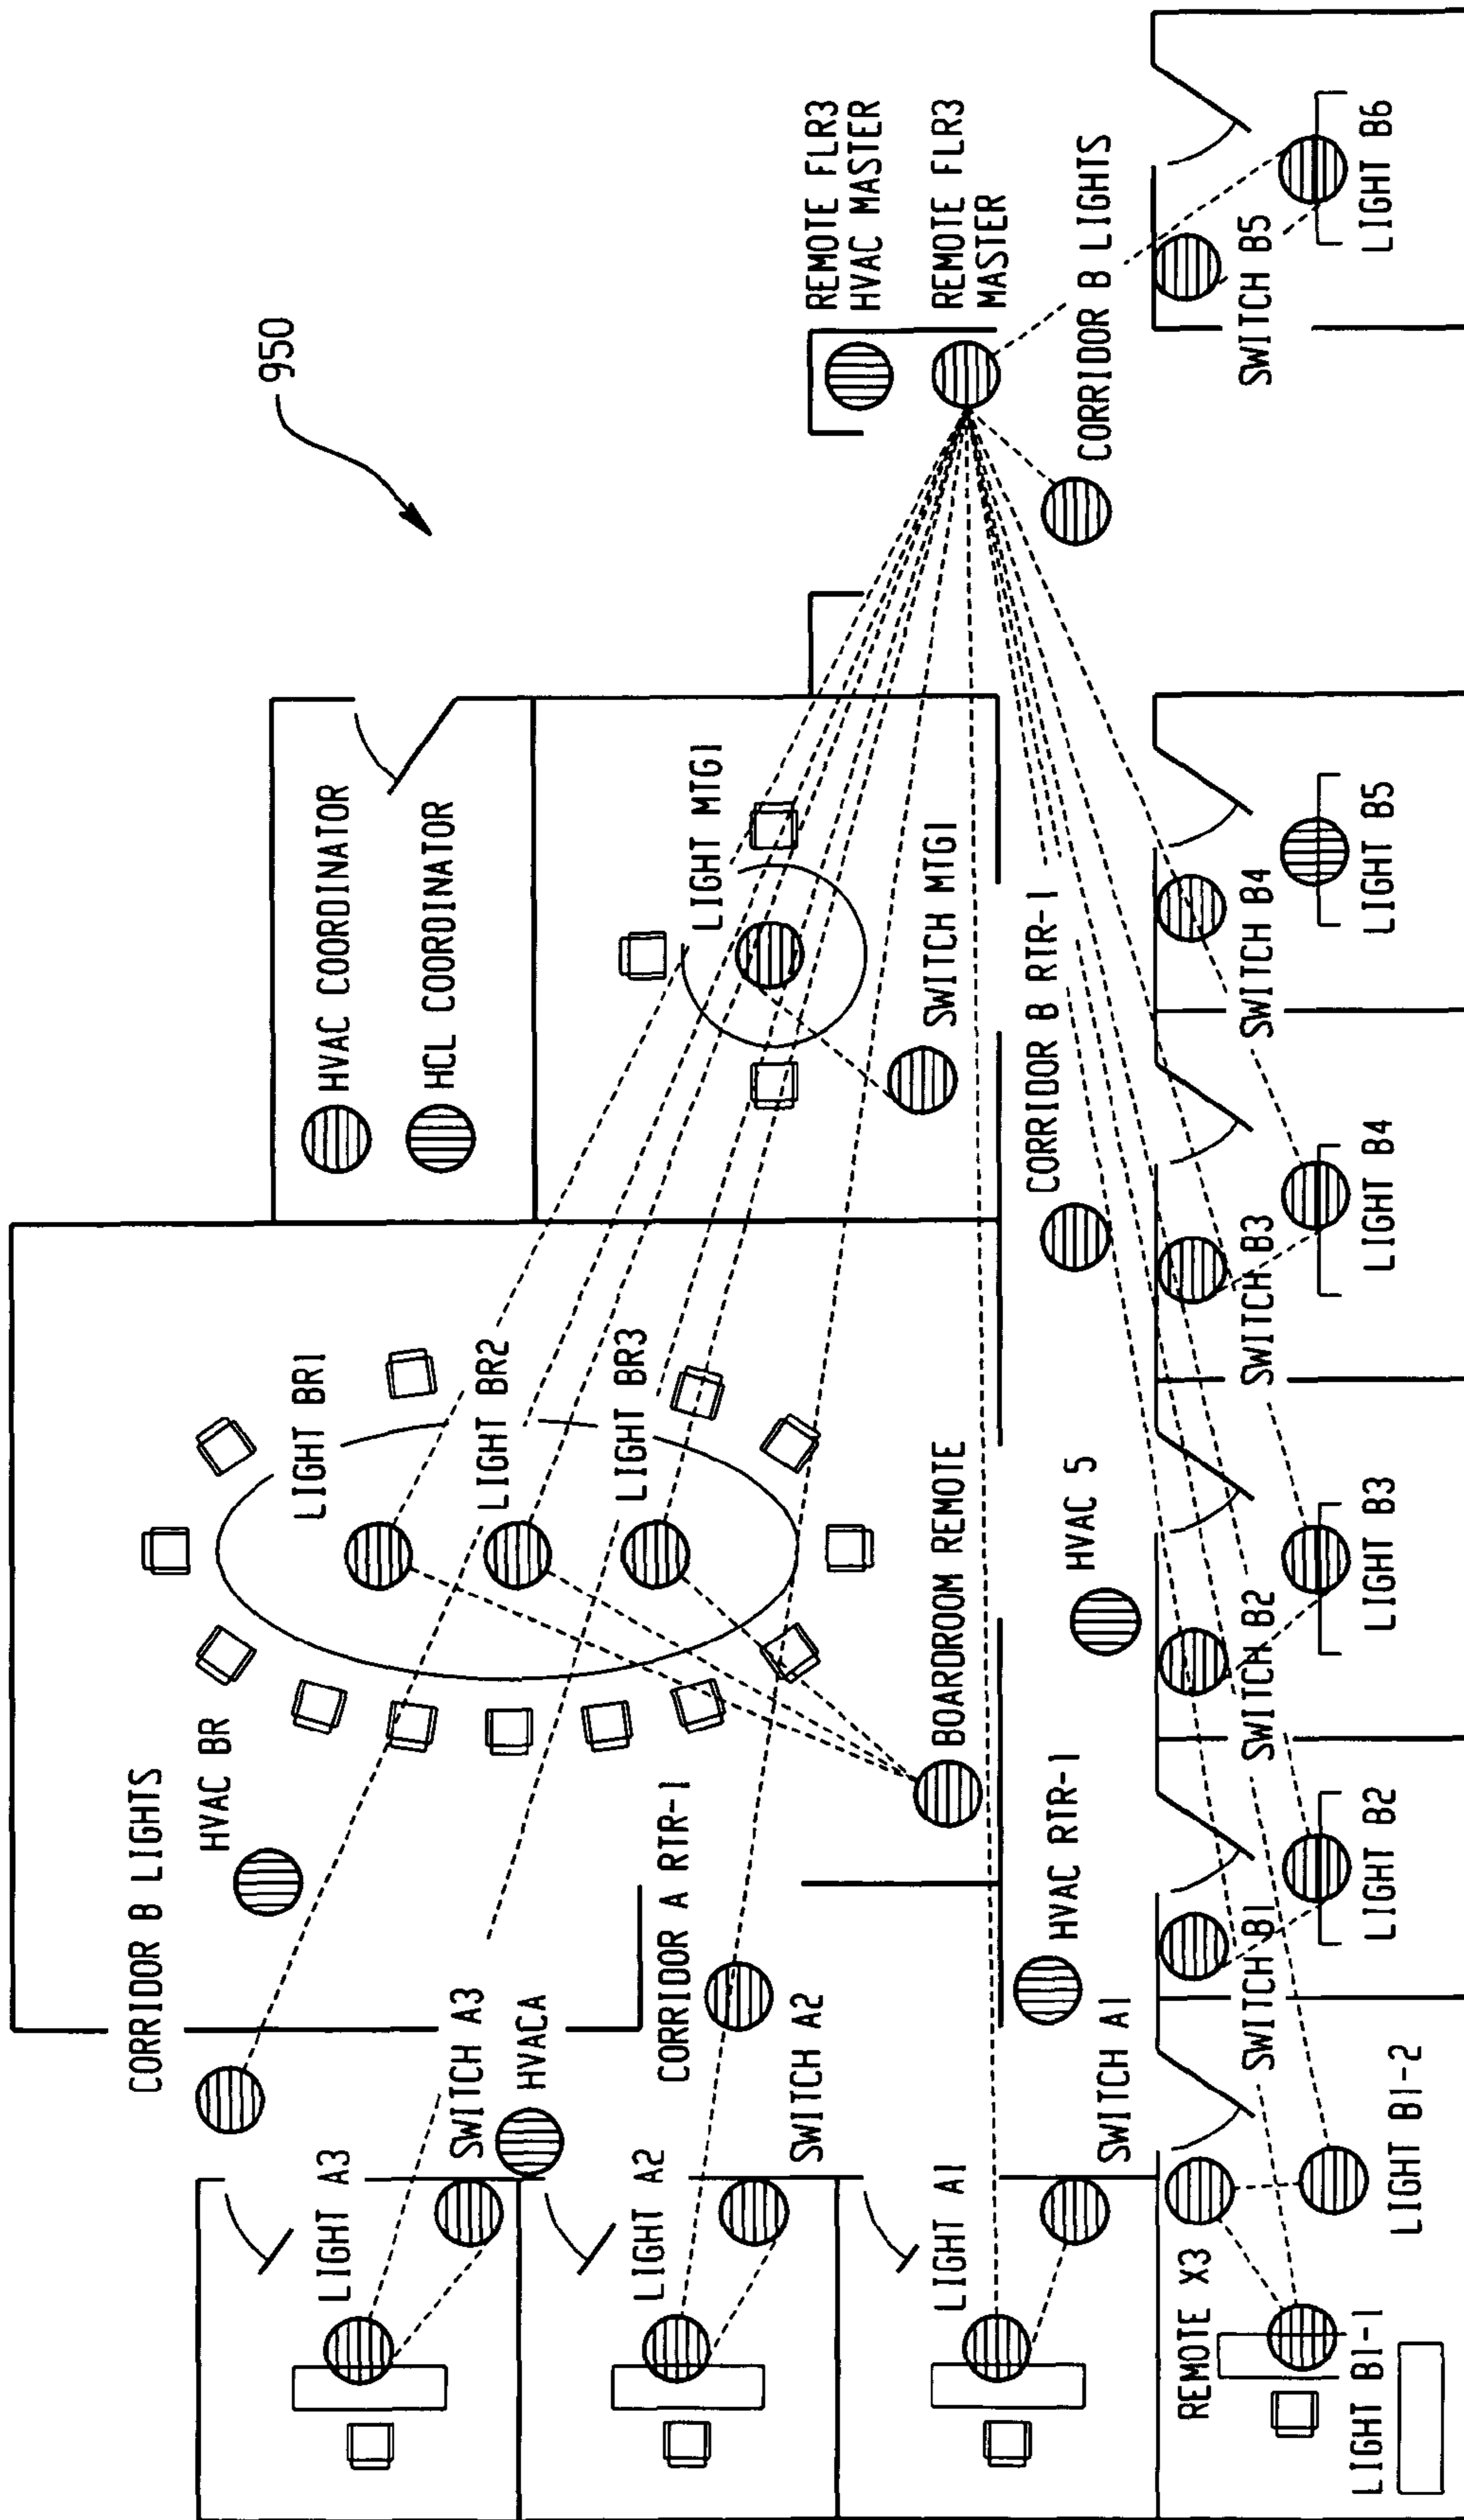 950
REMOTE FLR3
HVAC MASTER
REMOTE FLR3
MASTER
CORRIDOR B LIGHTS
SWITCH B5
LIGHT B6
HVAC COORDINATOR
HCL COORDINATOR
LIGHT MTG1
SWITCH MTG1
CORRIDOR B RTR-1
SWITCH B4
LIGHT B5
SWITCH B3
LIGHT B4
LIGHT BR1
LIGHT BR2
LIGHT BR3
BOARDROOM REMOTE
HVAC 5
SWITCH B2
LIGHT B3
CORRIDOR B LIGHTS
HVAC BR
CORRIDOR A RTR-1
HVAC RTR-1
SWITCH B1
LIGHT B2
SWITCH A3
HVACA
SWITCH A2
SWITCH A1
LIGHT A3
LIGHT A2
LIGHT A1
REMOTE X3
LIGHT B1-1
LIGHT B1-2